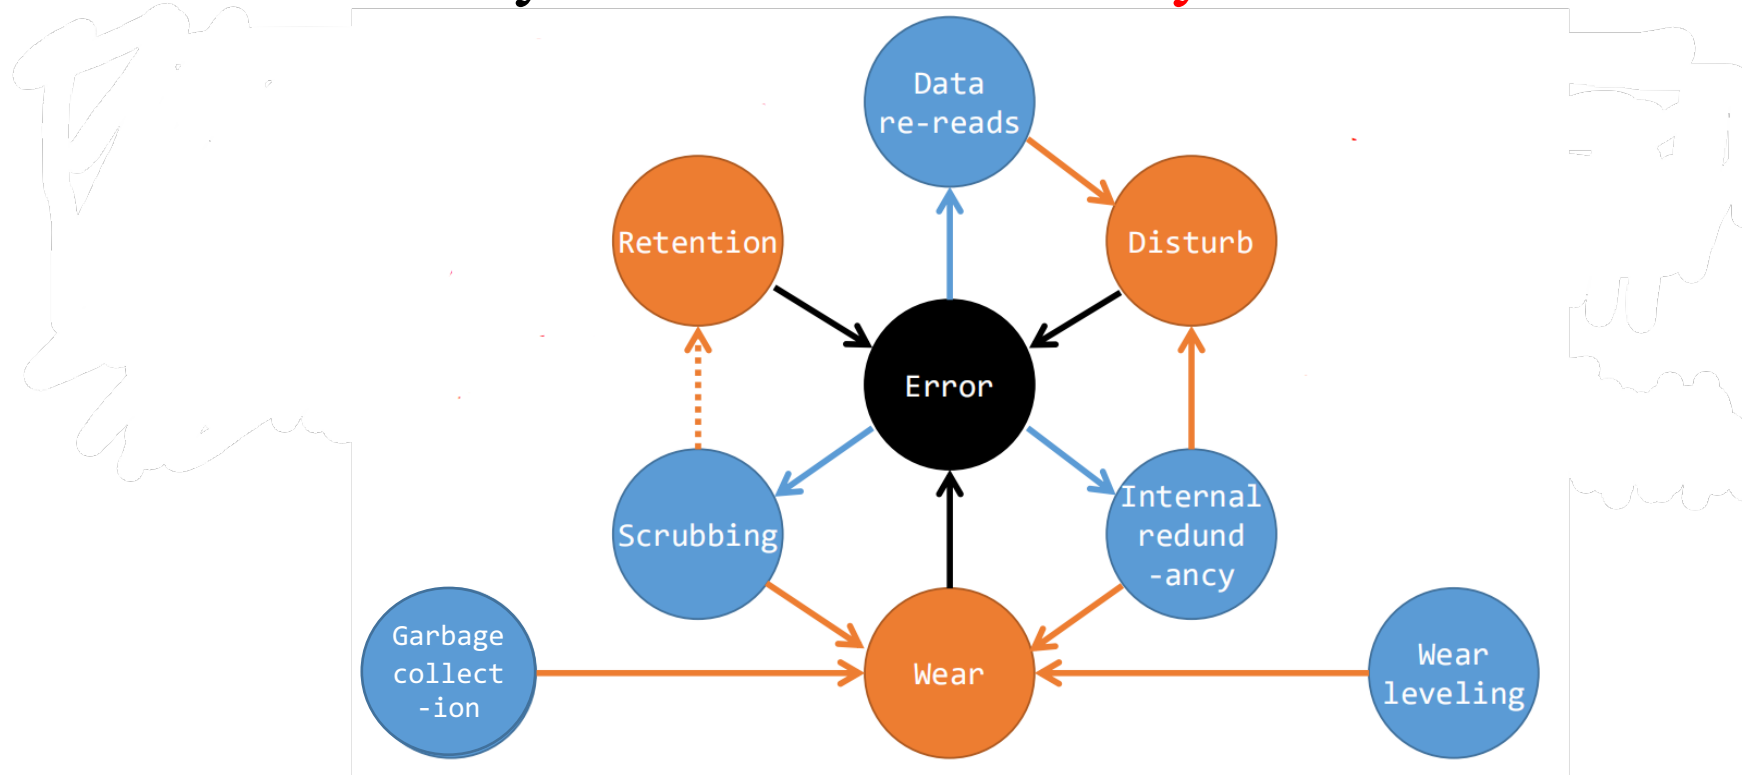 Data
re-reads
Retention
Disturb
Error
Scrubbing
Internal
redund
-ancy
Garbage
collect
-ion
Wear
Wear
leveling